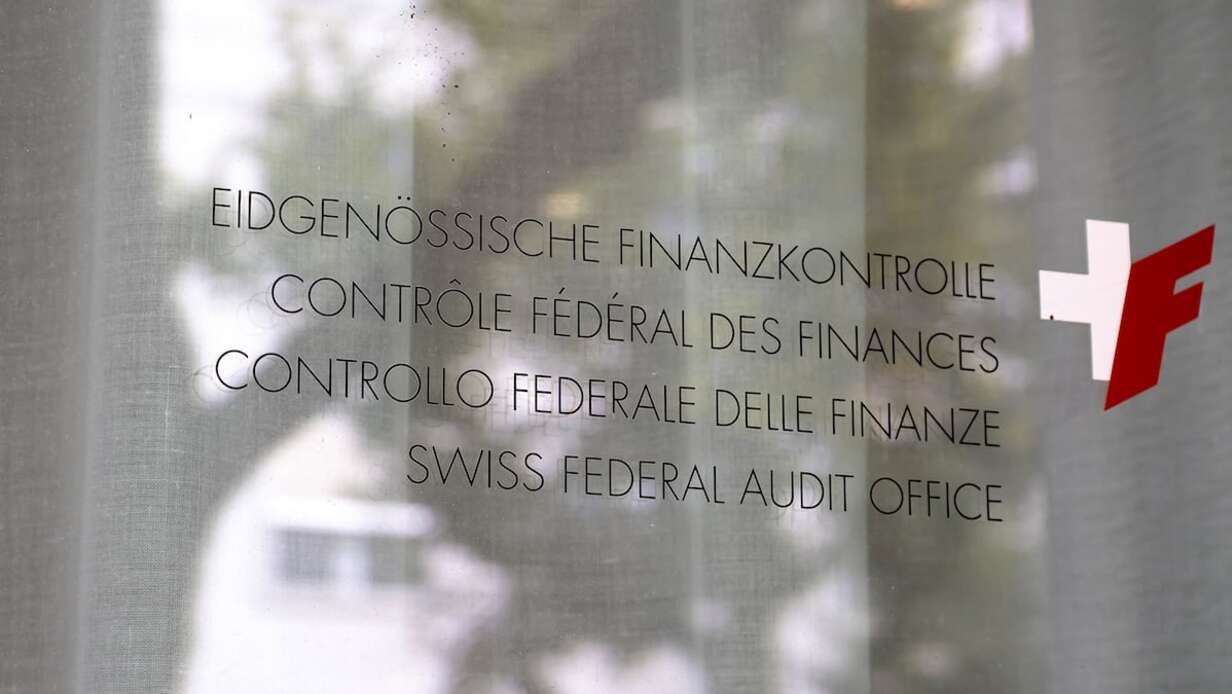 EIDGENÖSSISCHE FINANZKONTROLLE
CONTRÔLE FÉDÉRAL DES FINANCES
CONTROLLO FEDERALE DELLE FINANZE
SWISS FEDERAL AUDIT OFFICE
F